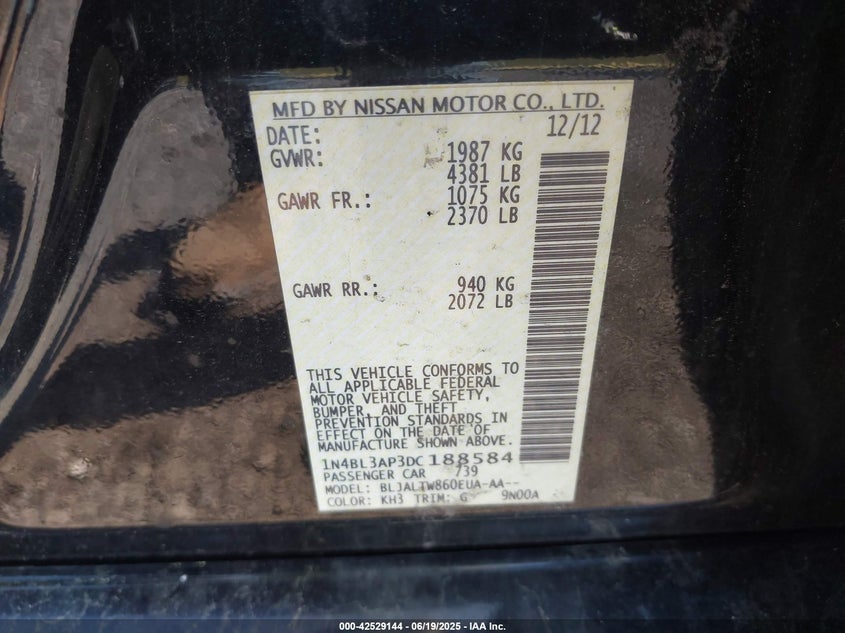 MFD BY NISSAN MOTOR CO., LTD.
DATE: 12/12
GVWR: 1987 KG
4381 LB
GAWR FR.: 1075 KG
2370 LB
GAWR RR.: 940 KG
2072 LB
THIS VEHICLE CONFORMS TO
ALL APPLICABLE FEDERAL
MOTOR VEHICLE SAFETY,
BUMPER, AND THEFT
PREVENTION STANDARDS IN
EFFECT ON THE DATE OF
MANUFACTURE SHOWN ABOVE.
1N4BL3AP3DC188584
PASSENGER CAR 739
MODEL: BLJALTW860EUA-AA--
COLOR: KH3 TRIM: G 9N00A
000-42529144 - 06/19/2025 - IAA Inc.